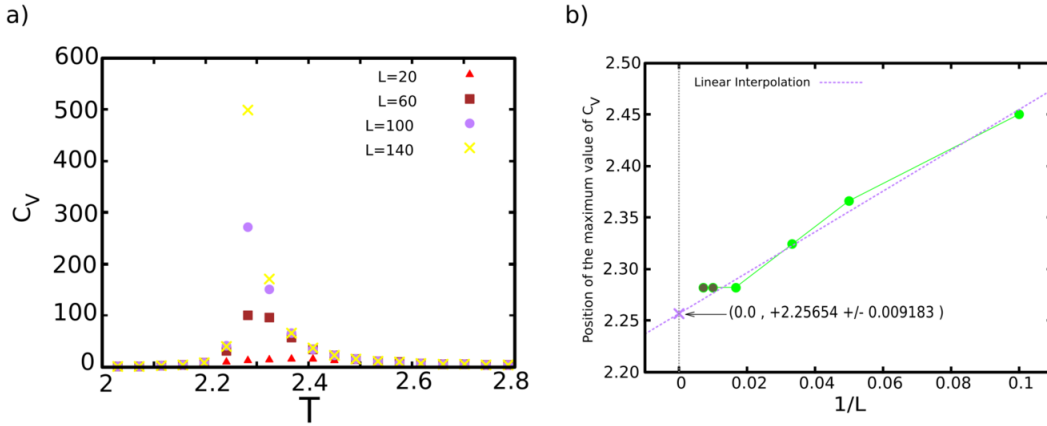 a)
600
500
400
300
200
100
0
C_V
2
2.2
2.4
2.6
2.8
T
L=20
L=60
L=100
L=140
b)
Position of the maximum value of C_V
2.50
2.45
2.40
2.35
2.30
2.25
2.20
Linear Interpolation
(0.0 , +2.25654 +/- 0.009183 )
0
0.02
0.04
0.06
0.08
0.1
1/L